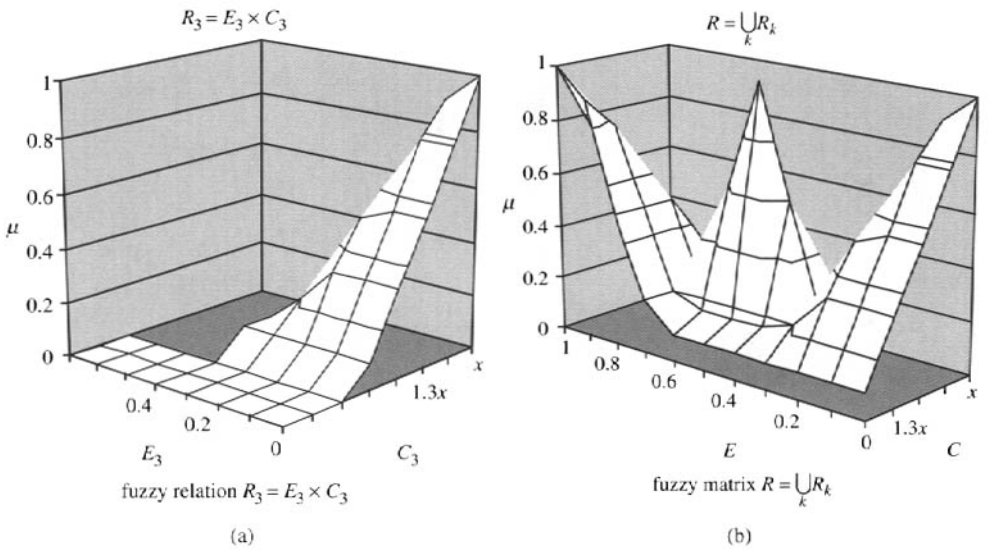 R₃ = E₃ × C₃
1
0.8
0.6
μ
0.4
0.2
0
0.4
0.2
0
1.3x
x
E₃
C₃
fuzzy relation R₃ = E₃ × C₃
(a)
R = ⋃ₖ Rₖ
1
0.8
0.6
μ
0.4
0.2
0
1
0.8
0.6
0.4
0.2
0
1.3x
x
E
C
fuzzy matrix R = ⋃ₖ Rₖ
(b)